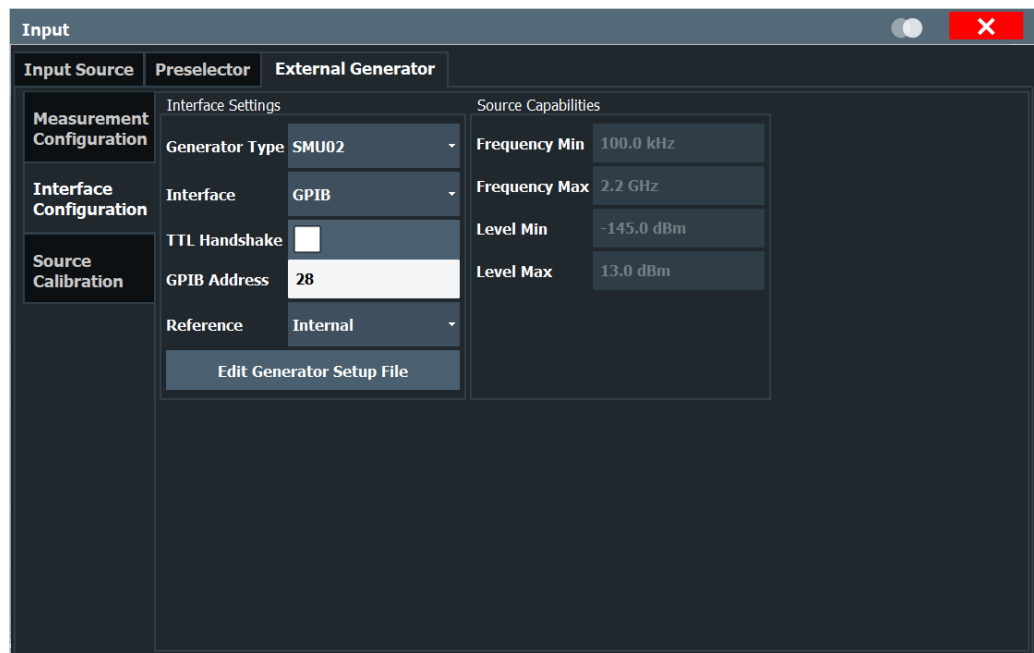 Input
Input Source
Preselector
External Generator
Measurement
Configuration
Interface
Configuration
Source
Calibration
Interface Settings
Generator Type SMU02
Interface GPIB
TTL Handshake
GPIB Address 28
Reference Internal
Edit Generator Setup File
Source Capabilities
Frequency Min 100.0 kHz
Frequency Max 2.2 GHz
Level Min -145.0 dBm
Level Max 13.0 dBm